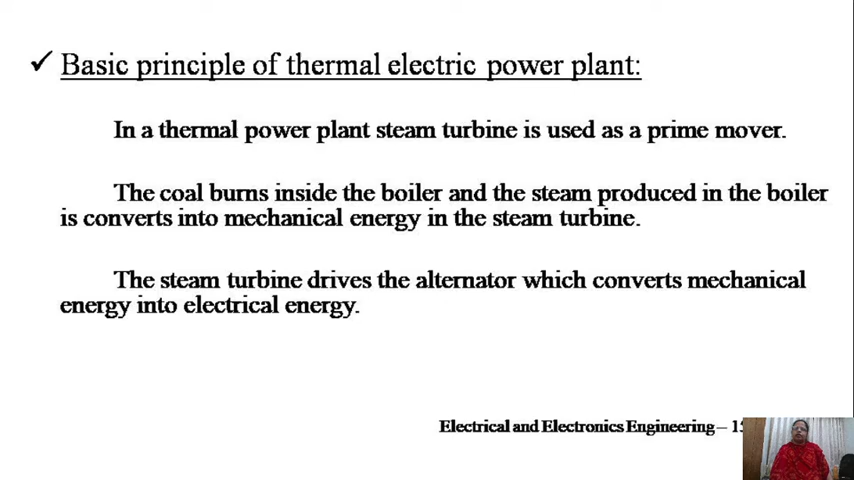 ✓ Basic principle of thermal electric power plant:
In a thermal power plant steam turbine is used as a prime mover.
The coal burns inside the boiler and the steam produced in the boiler
is converts into mechanical energy in the steam turbine.
The steam turbine drives the alternator which converts mechanical
energy into electrical energy.
Electrical and Electronics Engineering –